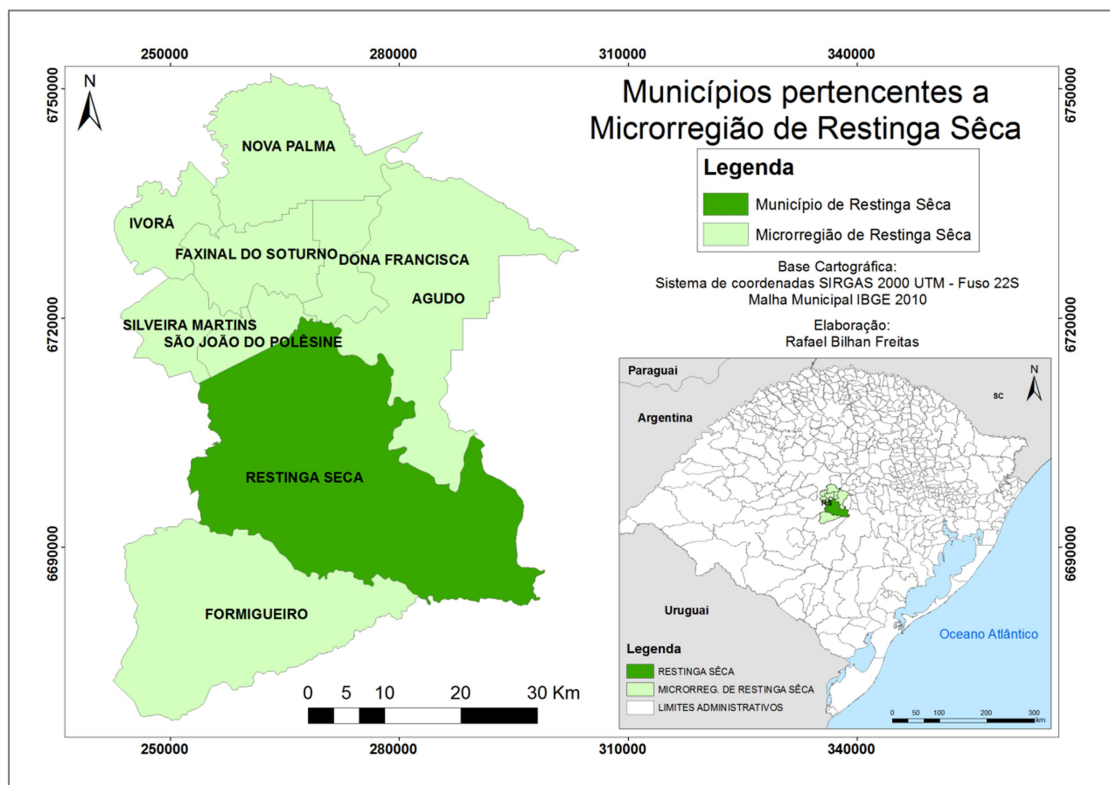 250000
280000
310000
340000
6750000
6720000
6690000
6750000
6720000
6690000
N
Municípios pertencentes a
Microrregião de Restinga Sêca
Legenda
Município de Restinga Sêca
Microrregião de Restinga Sêca
Base Cartográfica:
Sistema de coordenadas SIRGAS 2000 UTM - Fuso 22S
Malha Municipal IBGE 2010
Elaboração:
Rafael Bilhan Freitas
NOVA PALMA
IVORÁ
FAXINAL DO SOTURNO
DONA FRANCISCA
AGUDO
SILVEIRA MARTINS
SÃO JOÃO DO POLÊSINE
RESTINGA SECA
FORMIGUEIRO
0 5 10 20 30 Km
Paraguai
Argentina
SC
N
RS
Uruguai
Oceano Atlântico
Legenda
RESTINGA SÊCA
MICRORREG. DE RESTINGA SÊCA
LIMITES ADMINISTRATIVOS
0 50 100 200 300
km
250000
280000
310000
340000